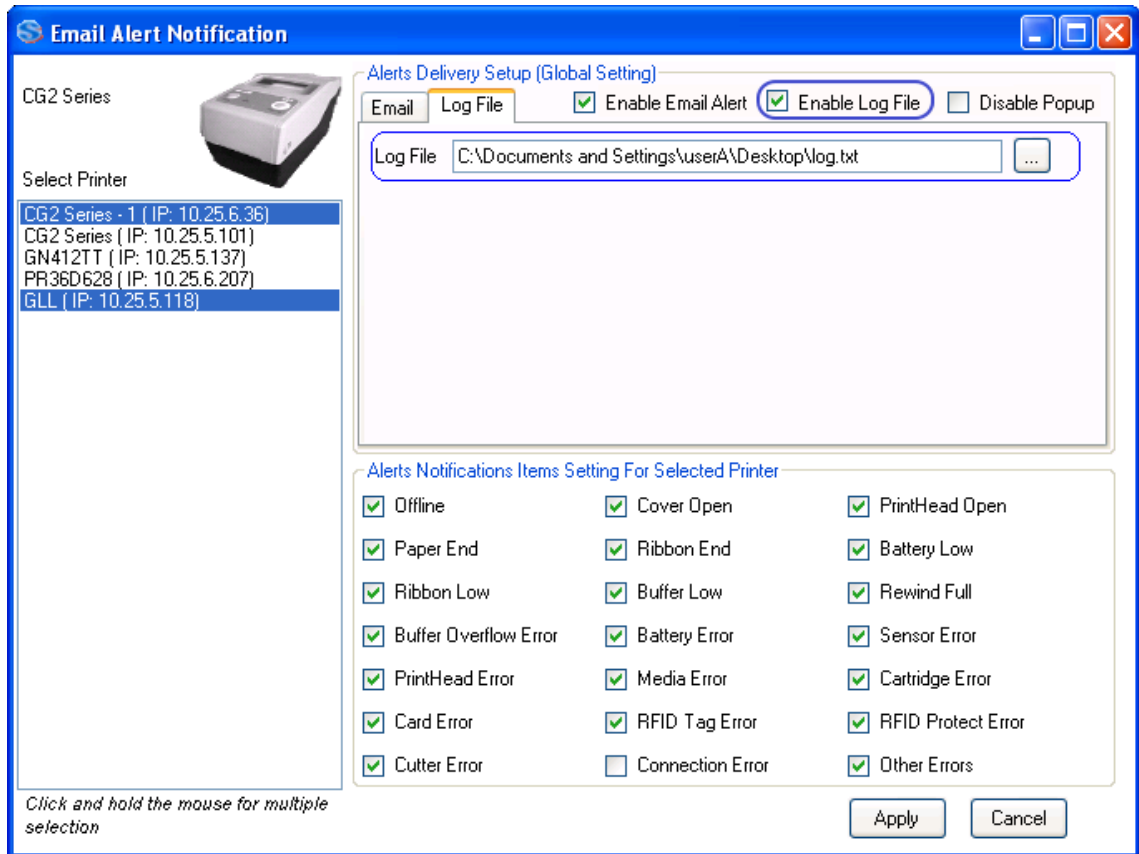 Email Alert Notification
CG2 Series
Select Printer
CG2 Series - 1 ( IP: 10.25.6.36)
CG2 Series ( IP: 10.25.5.101)
GN412TT ( IP: 10.25.5.137)
PR36D628 ( IP: 10.25.6.207)
GLL ( IP: 10.25.5.118)
Click and hold the mouse for multiple
selection
Alerts Delivery Setup (Global Setting)
Email Log File Enable Email Alert Enable Log File Disable Popup
Log File C:\Documents and Settings\userA\Desktop\log.txt ...
Alerts Notifications Items Setting For Selected Printer
Offline Cover Open PrintHead Open
Paper End Ribbon End Battery Low
Ribbon Low Buffer Low Rewind Full
Buffer Overflow Error Battery Error Sensor Error
PrintHead Error Media Error Cartridge Error
Card Error RFID Tag Error RFID Protect Error
Cutter Error Connection Error Other Errors
Apply Cancel